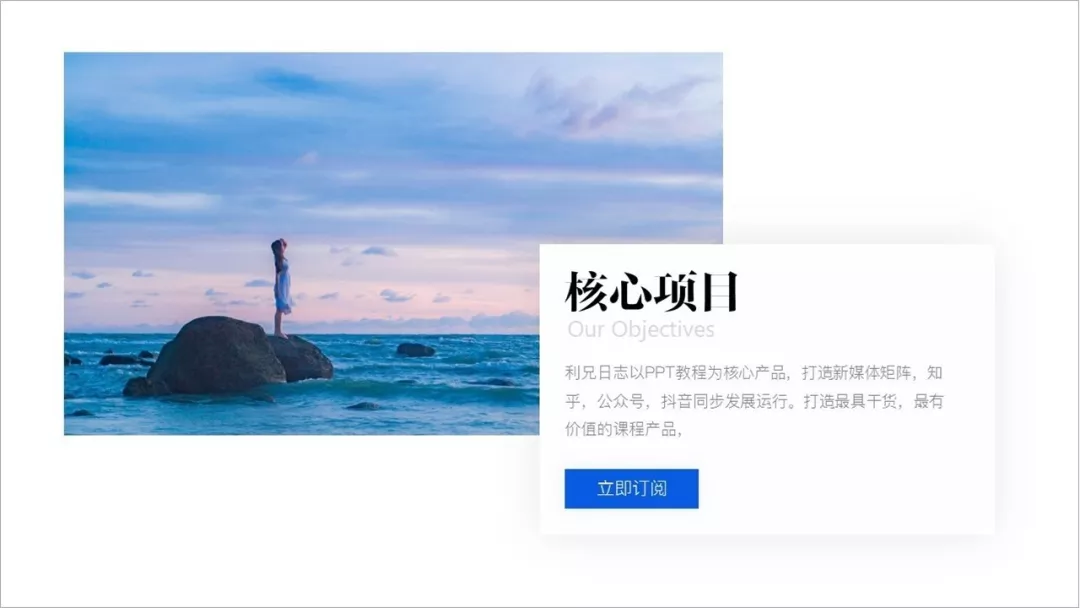 核心项目
Our Objectives
利兄日志以PPT教程为核心产品，打造新媒体矩阵，知
乎，公众号，抖音同步发展运行。打造最具干货，最有
价值的课程产品，
立即订阅